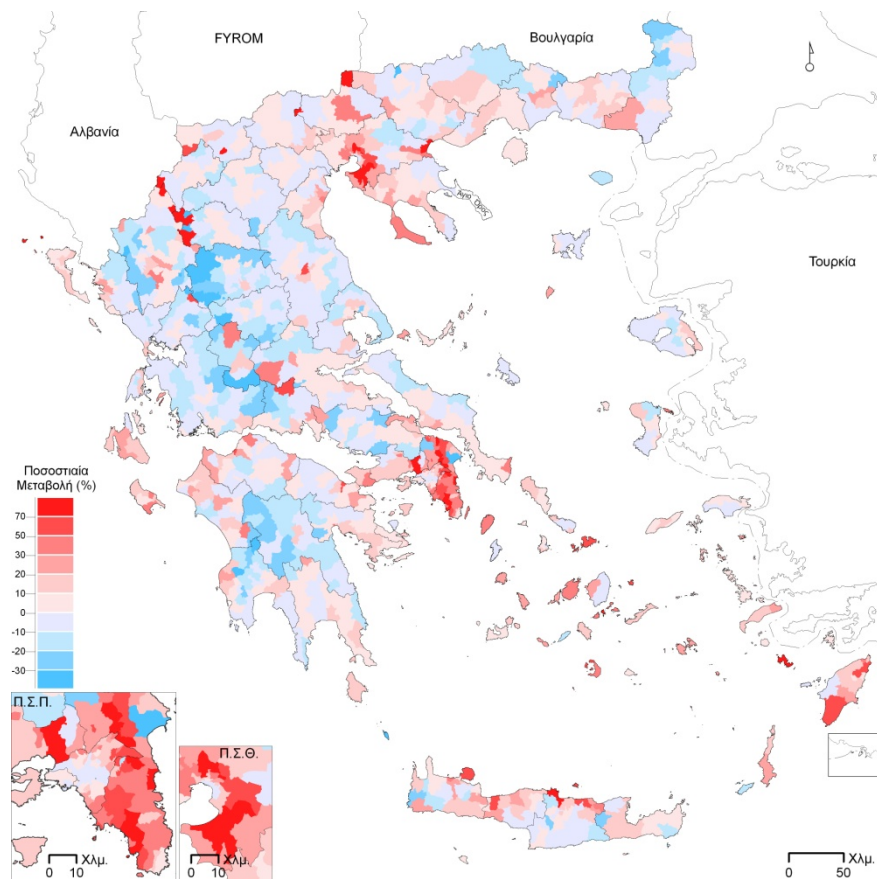 FYROM
Βουλγαρία
Αλβανία
Άγιο Όρος
Τουρκία
Ποσοστιαία
Μεταβολή (%)
70
50
30
20
10
0
-10
-20
-30
Π.Σ.Π.
Π.Σ.Θ.
0 10 Χλμ.
0 10 Χλμ.
0 50 Χλμ.